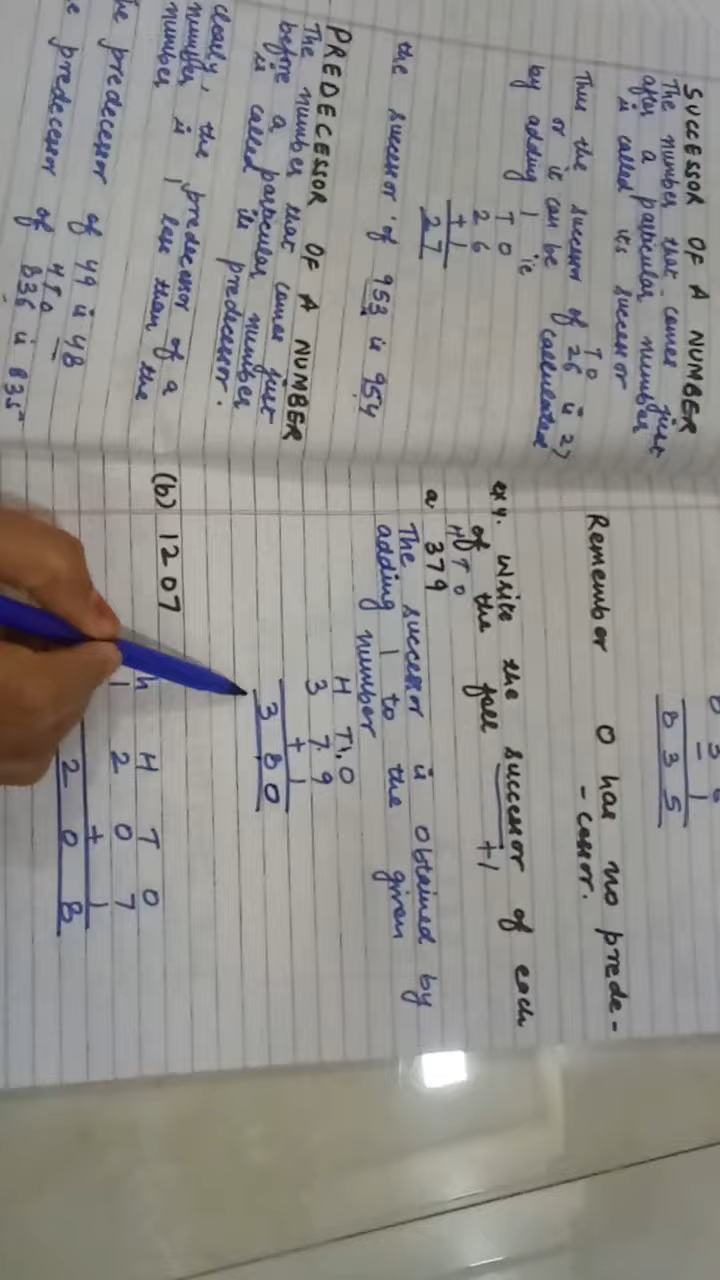 SUCCESSOR OF A NUMBER
The number that comes just
after a particular number
is called its successor
T O
Thus the successor of 26 is 27
or it can be calculated
by adding 1 ie
T O
2 6
+ 1
2 7
the successor of 953 is 954
PREDECESSOR OF A NUMBER
The number that comes just
before a particular number
is called its predecessor.
Clearly, the predecessor of a
number is 1 less than the
number
predecessor of 49 is 48
predecessor of 836 is 835
8 3 5
Remember 0 has no prede-
-cessor.
ex 4. Write the successor of each
of the foll +1
H T O
a. 379
The successor is obtained by
adding 1 to the given
number
H T O
3 7 9
+ 1
3 8 0
(b) 1207
h H T O
1 2 0 7
+ 1
2 0 8